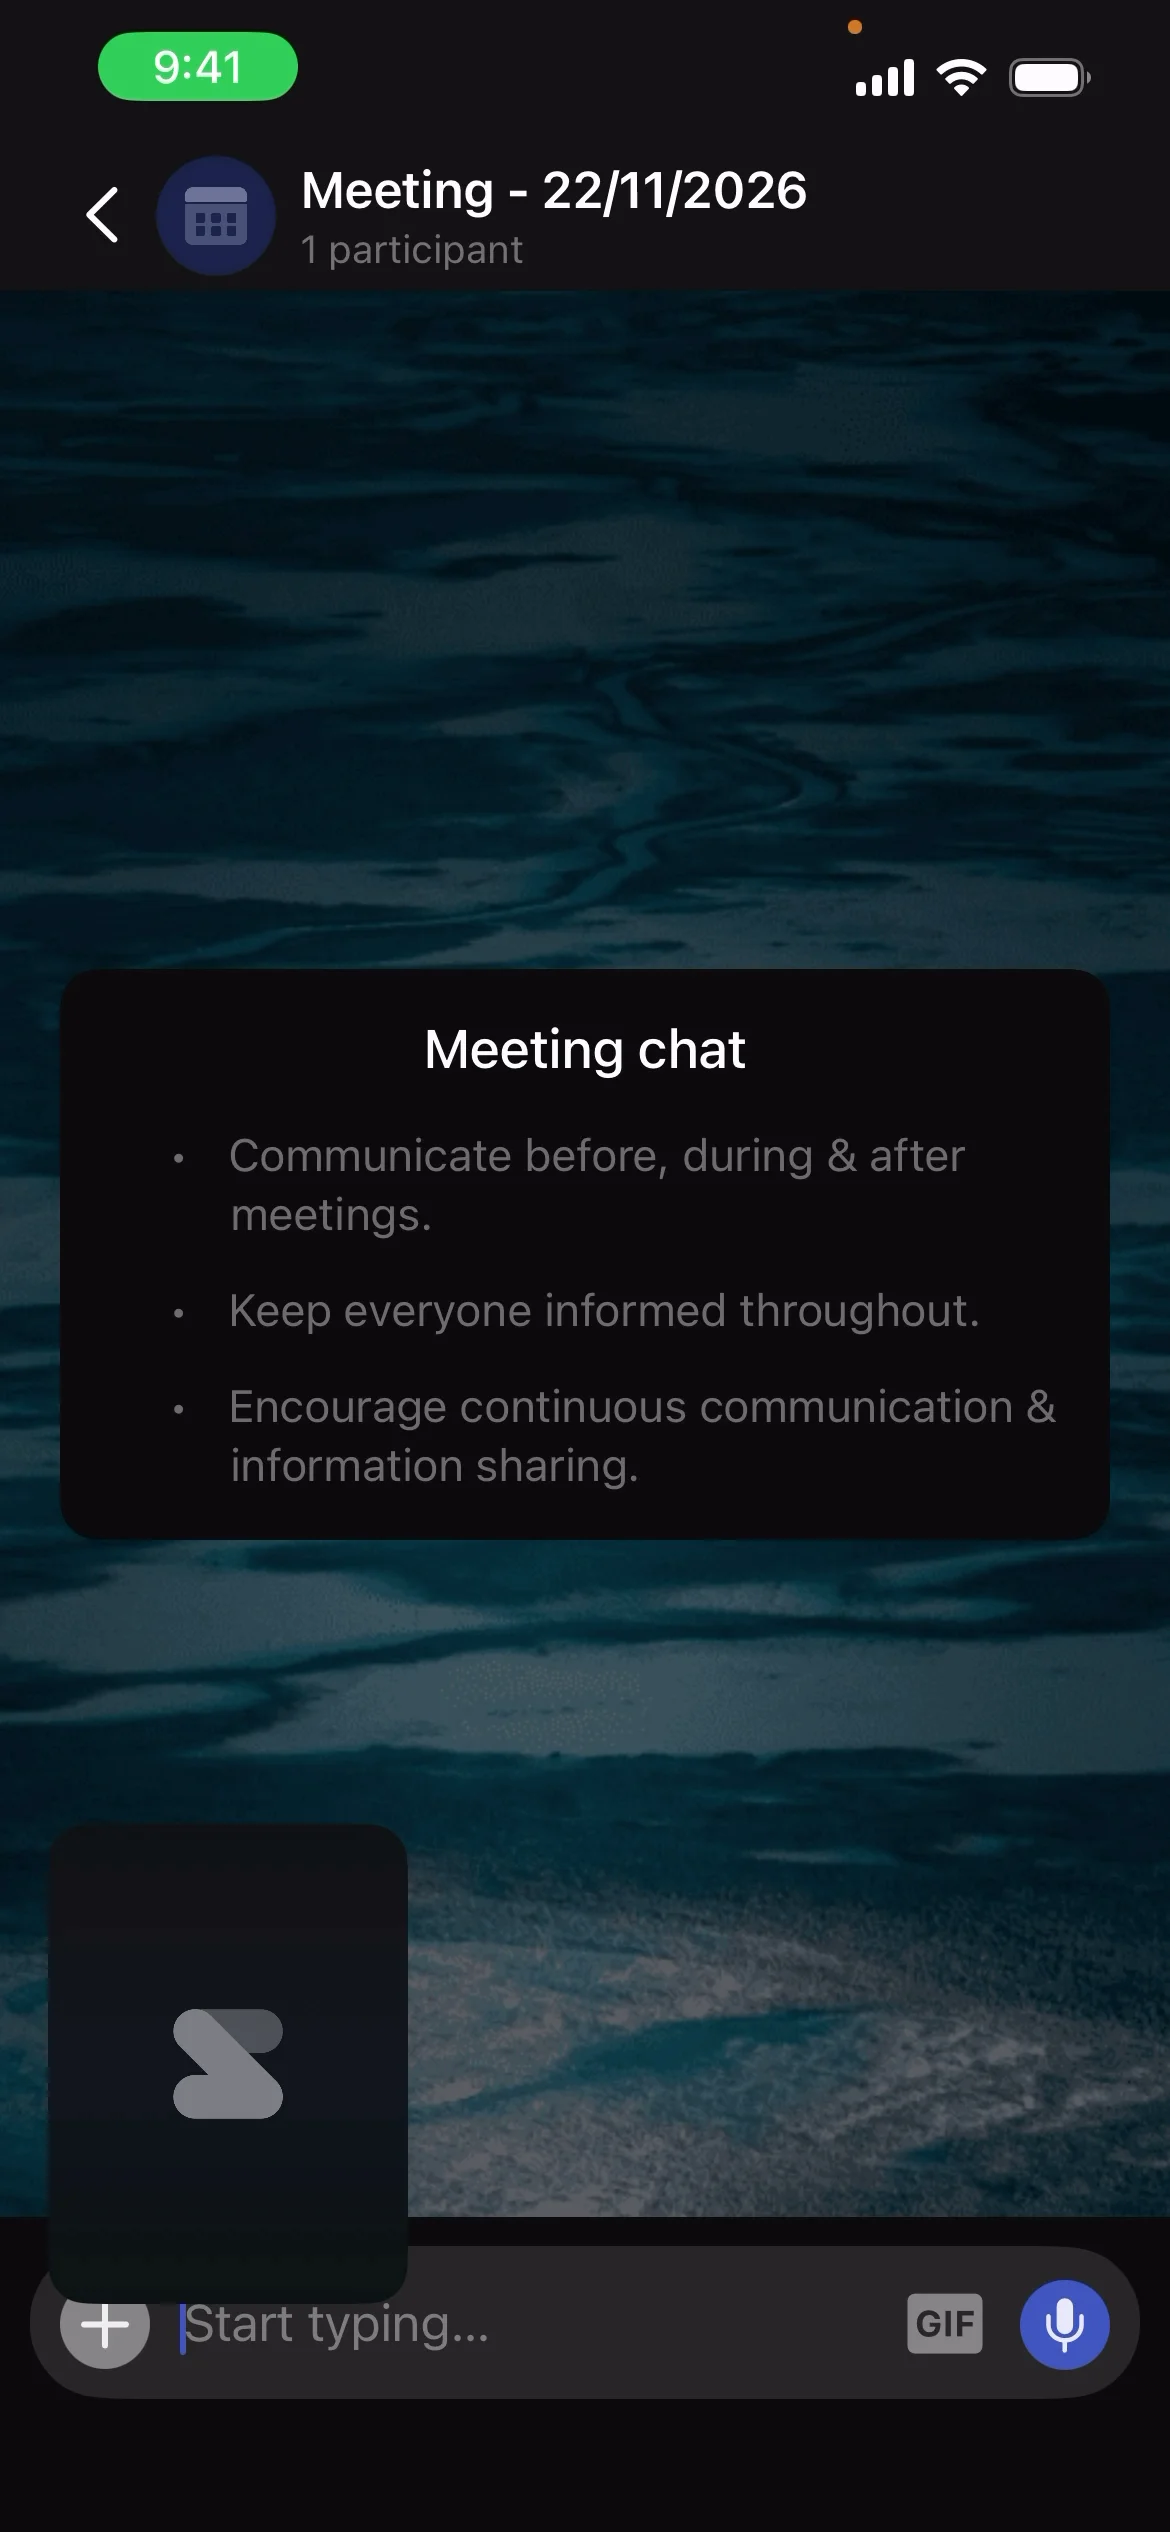 9:41
Meeting - 22/11/2026
1 participant
Meeting chat
• Communicate before, during & after
meetings.
• Keep everyone informed throughout.
• Encourage continuous communication &
information sharing.
Start typing...
GIF